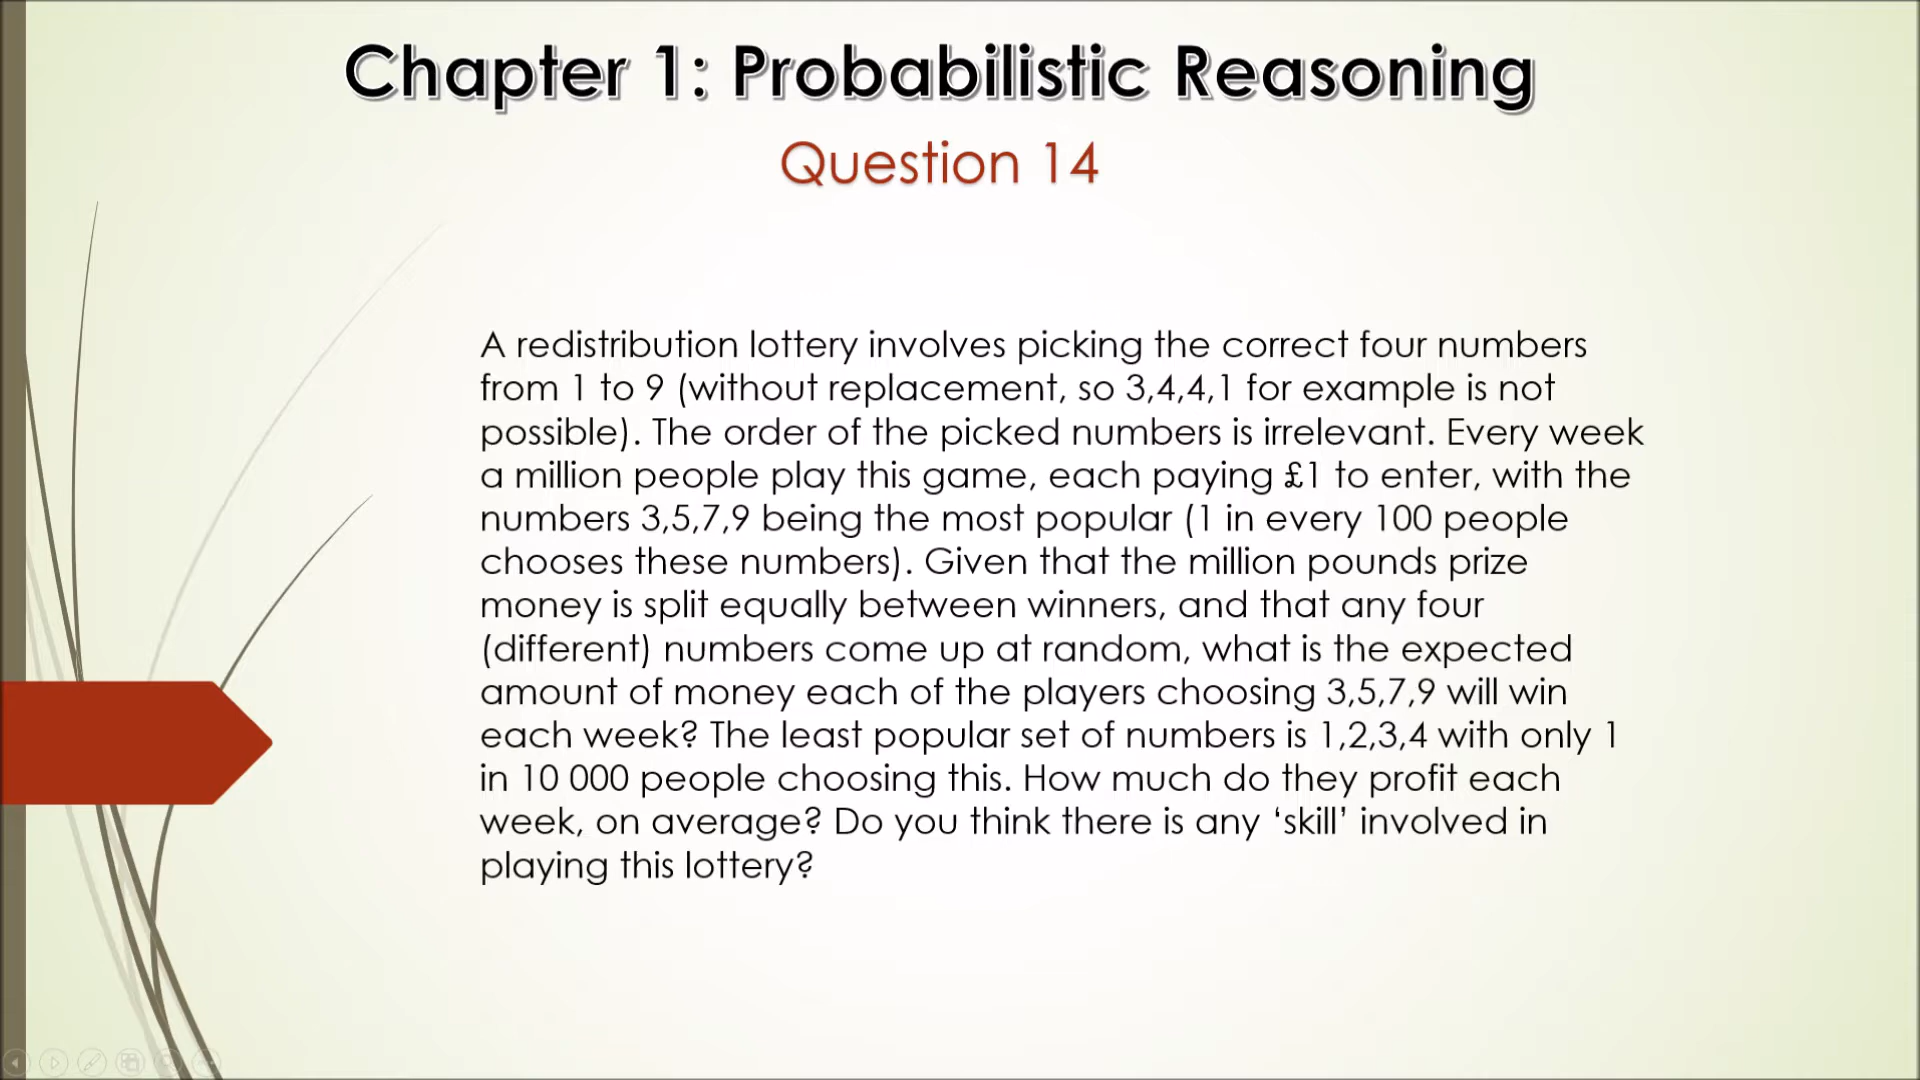 Chapter 1: Probabilistic Reasoning
Question 14
A redistribution lottery involves picking the correct four numbers
from 1 to 9 (without replacement, so 3,4,4,1 for example is not
possible). The order of the picked numbers is irrelevant. Every week
a million people play this game, each paying £1 to enter, with the
numbers 3,5,7,9 being the most popular (1 in every 100 people
chooses these numbers). Given that the million pounds prize
money is split equally between winners, and that any four
(different) numbers come up at random, what is the expected
amount of money each of the players choosing 3,5,7,9 will win
each week? The least popular set of numbers is 1,2,3,4 with only 1
in 10 000 people choosing this. How much do they profit each
week, on average? Do you think there is any ‘skill’ involved in
playing this lottery?